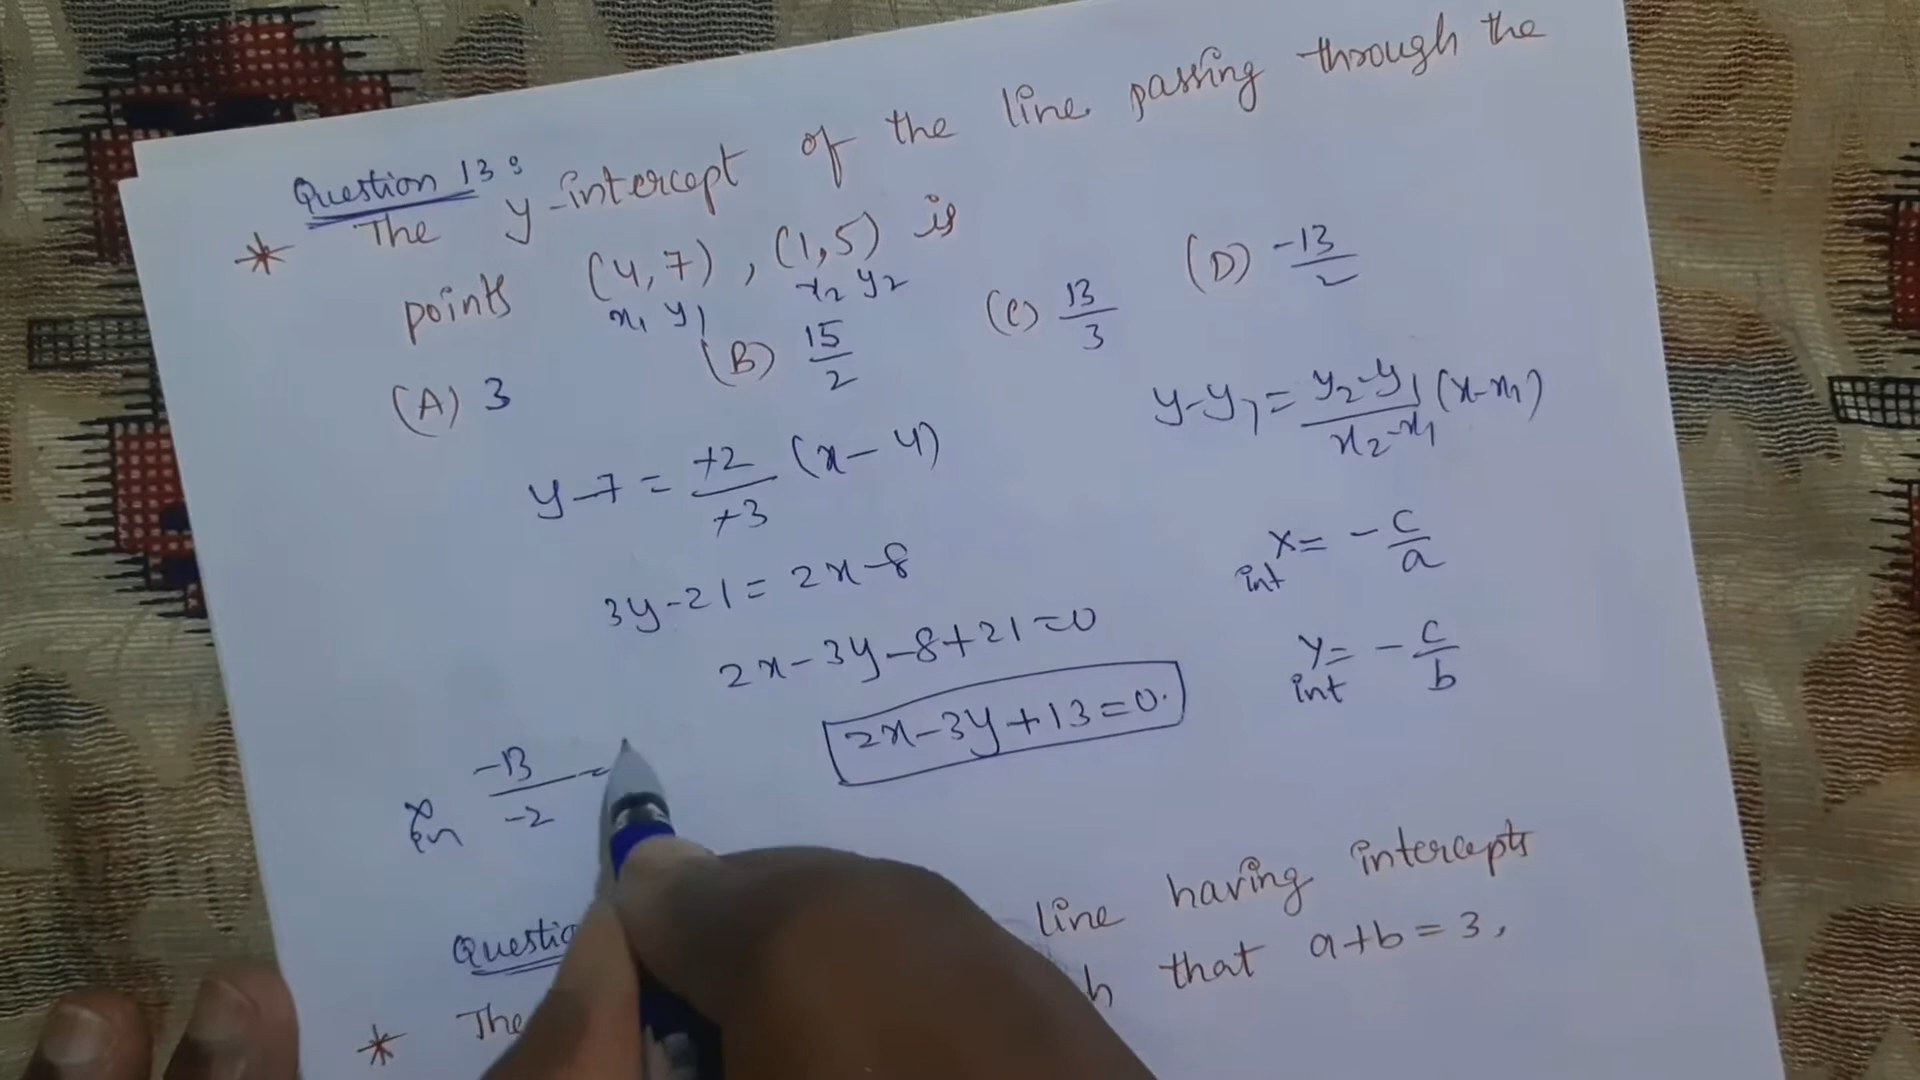 Question 13:
* The y-intercept of the line passing through the
points (4,7), (1,5) is
x₁ y₁ x₂ y₂
(A) 3 (B) 15/2 (C) 13/3 (D) -13/2
y-y₁ = y₂-y₁/x₂-x₁ (x-x₁)
y-7 = +2/+3 (x-4)
3y-21 = 2x-8
2x-3y-8+21=0
2x-3y+13=0.
x int = -c/a
y int = -c/b
x -13/-2 =
line having intercepts
* The that a+b=3,